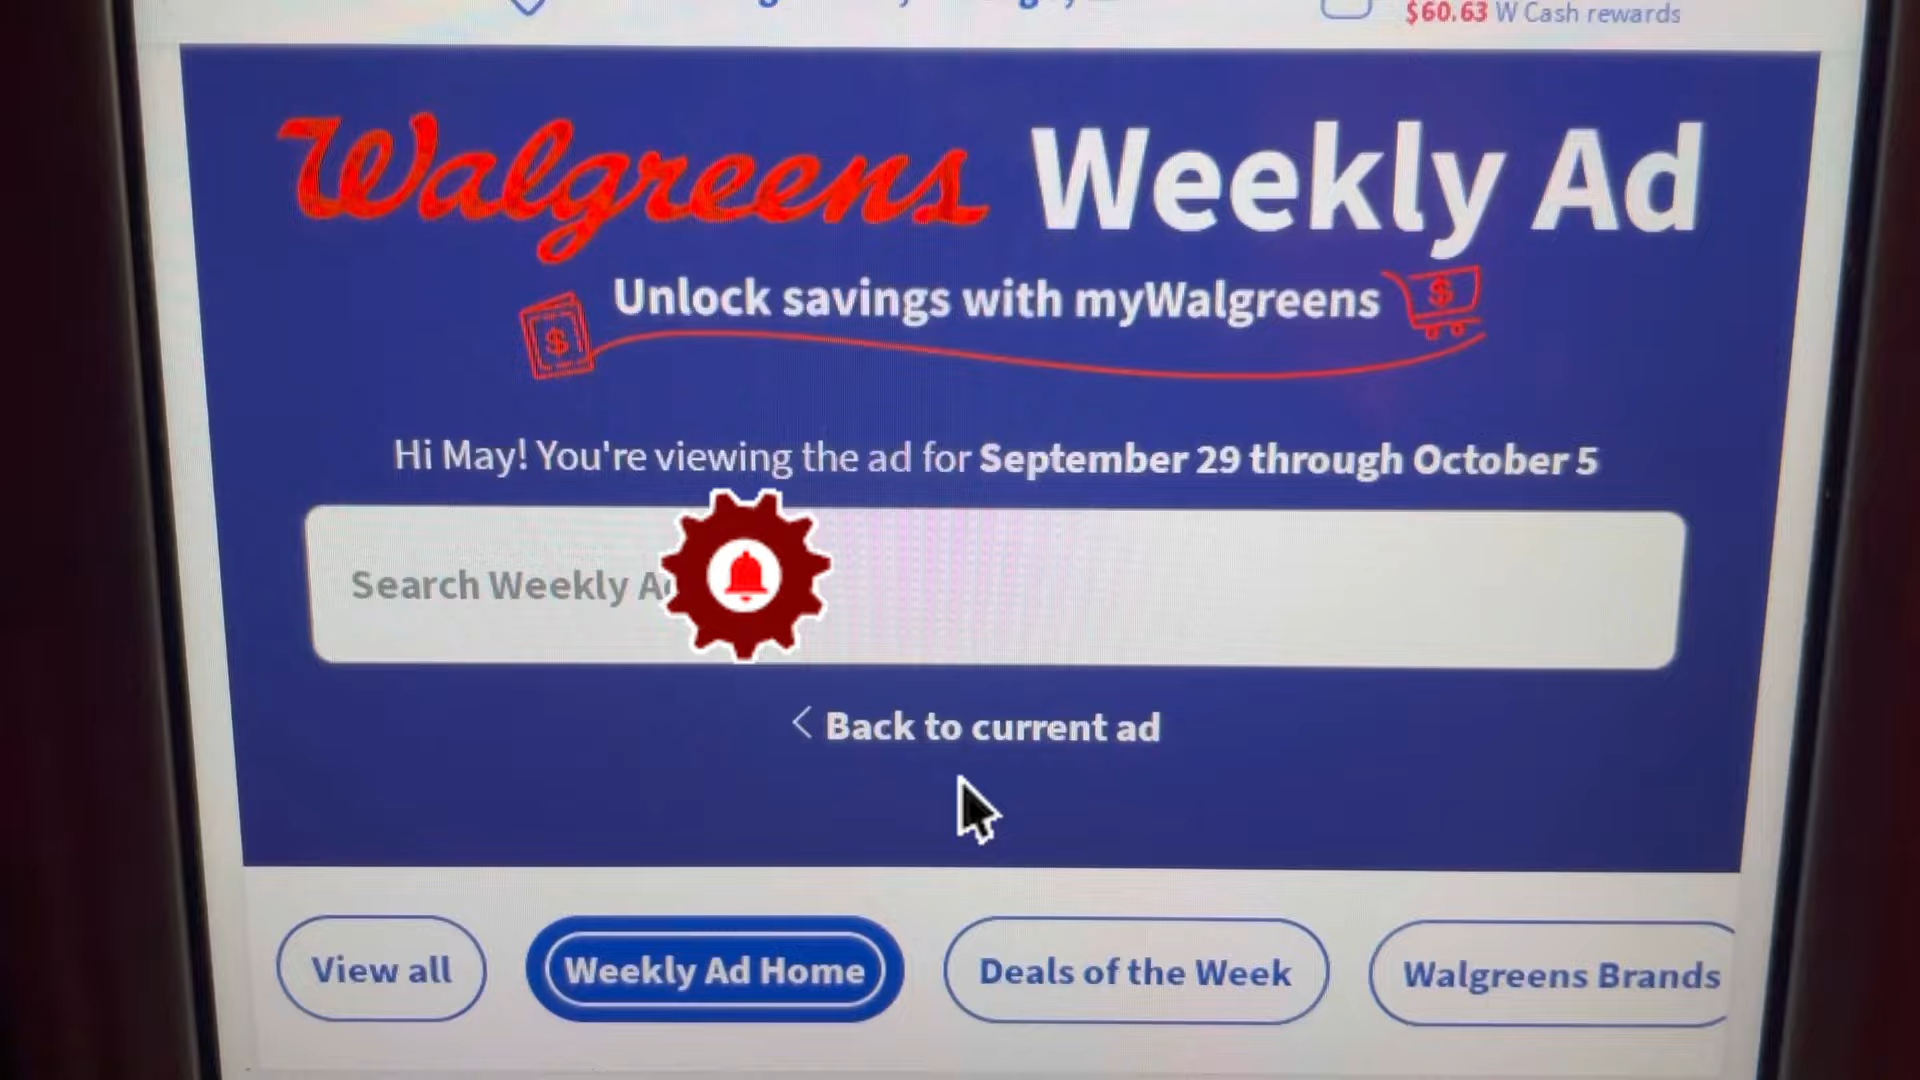 $60.63 W Cash rewards
Walgreens Weekly Ad
Unlock savings with myWalgreens
$
$
Hi May! You're viewing the ad for September 29 through October 5
Search Weekly
< Back to current ad
View all
Weekly Ad Home
Deals of the Week
Walgreens Brands